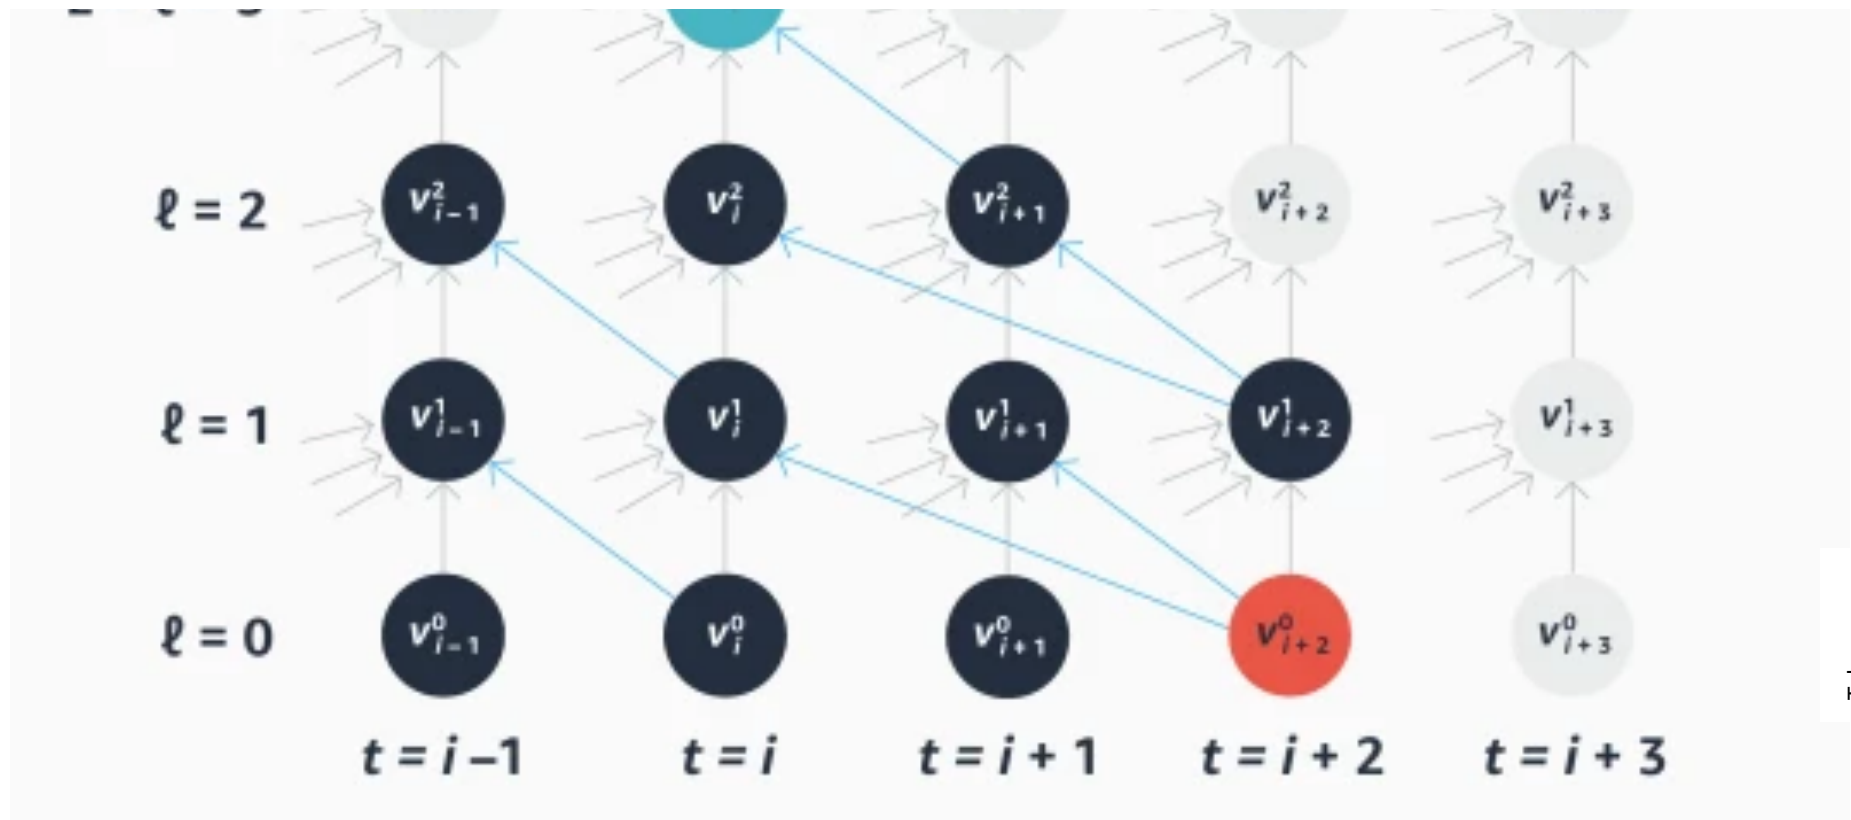 ℓ = 2 v²ᵢ₋₁ v²ᵢ v²ᵢ₊₁ v²ᵢ₊₂ v²ᵢ₊₃
ℓ = 1 v¹ᵢ₋₁ v¹ᵢ v¹ᵢ₊₁ v¹ᵢ₊₂ v¹ᵢ₊₃
ℓ = 0 v⁰ᵢ₋₁ v⁰ᵢ v⁰ᵢ₊₁ v⁰ᵢ₊₂ v⁰ᵢ₊₃
t = i –1 t = i t = i + 1 t = i + 2 t = i + 3